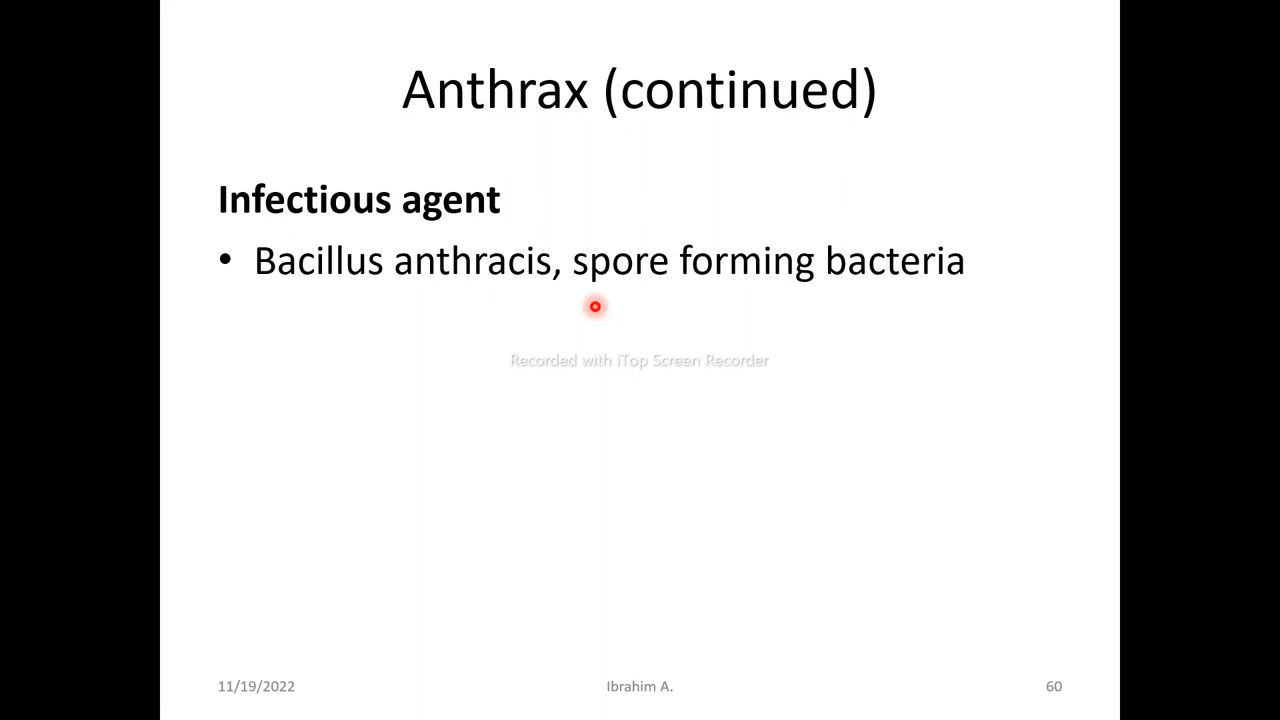 Anthrax (continued)
Infectious agent
• Bacillus anthracis, spore forming bacteria
Recorded with iTop Screen Recorder
11/19/2022
Ibrahim A.
60